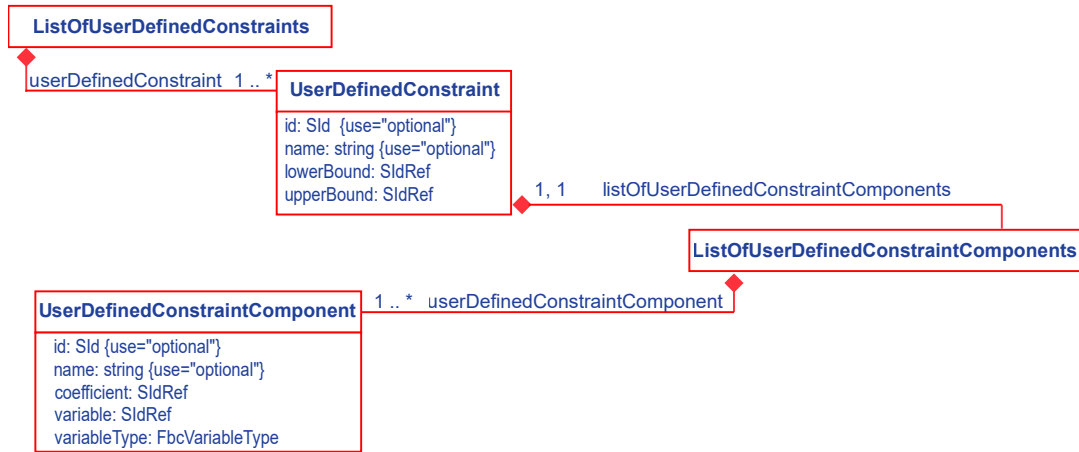 ListOfUserDefinedConstraints
userDefinedConstraint 1 .. *
UserDefinedConstraint
id: SId {use="optional"}
name: string {use="optional"}
lowerBound: SIdRef
upperBound: SIdRef
1, 1 listOfUserDefinedConstraintComponents
ListOfUserDefinedConstraintComponents
1 .. * userDefinedConstraintComponent
UserDefinedConstraintComponent
id: SId {use="optional"}
name: string {use="optional"}
coefficient: SIdRef
variable: SIdRef
variableType: FbcVariableType